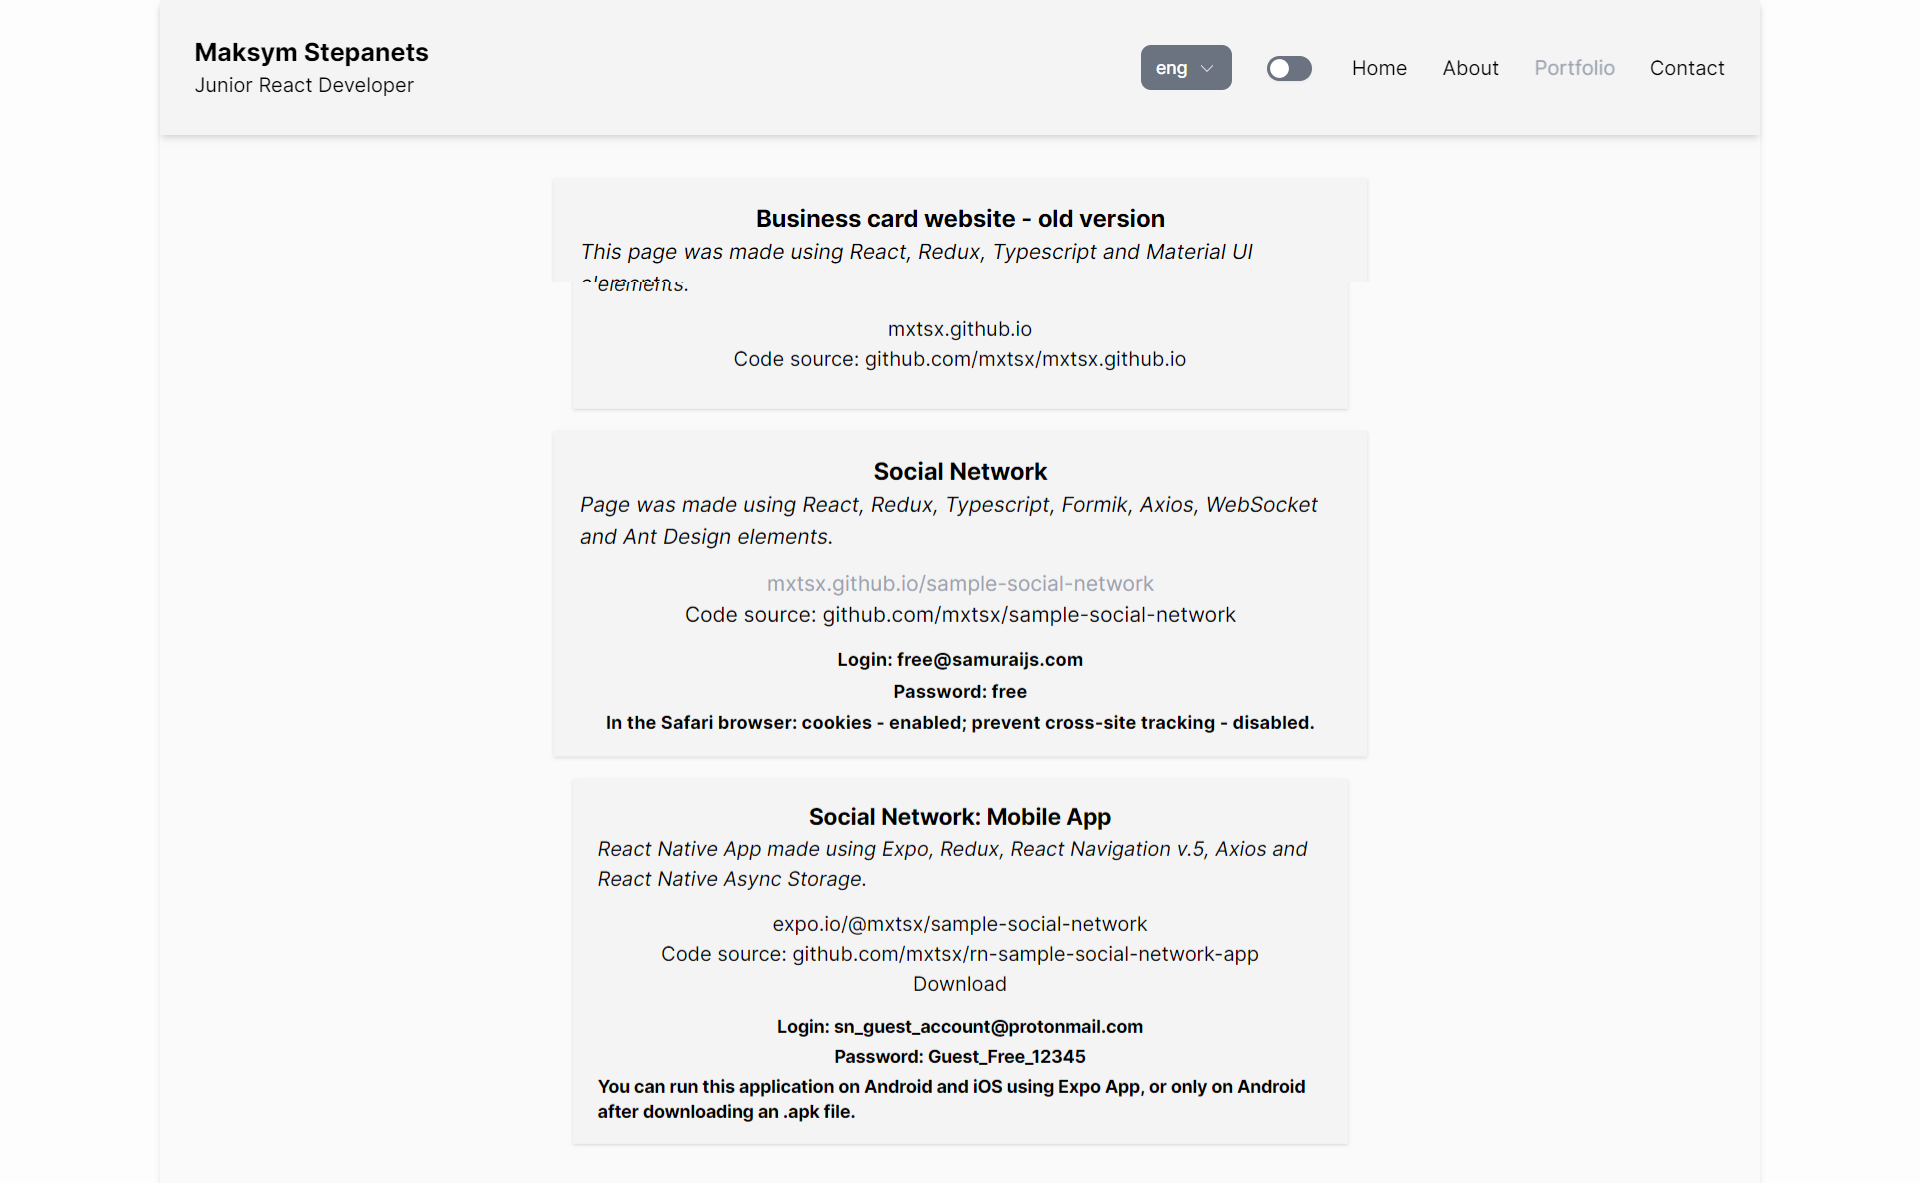 Maksym Stepanets
Junior React Developer
eng
Home
About
Portfolio
Contact
Business card website - old version
This page was made using React, Redux, Typescript and Material UI
elements.
mxtsx.github.io
Code source: github.com/mxtsx/mxtsx.github.io
Social Network
Page was made using React, Redux, Typescript, Formik, Axios, WebSocket
and Ant Design elements.
mxtsx.github.io/sample-social-network
Code source: github.com/mxtsx/sample-social-network
Login: free@samuraijs.com
Password: free
In the Safari browser: cookies - enabled; prevent cross-site tracking - disabled.
Social Network: Mobile App
React Native App made using Expo, Redux, React Navigation v.5, Axios and
React Native Async Storage.
expo.io/@mxtsx/sample-social-network
Code source: github.com/mxtsx/rn-sample-social-network-app
Download
Login: sn_guest_account@protonmail.com
Password: Guest_Free_12345
You can run this application on Android and iOS using Expo App, or only on Android
after downloading an .apk file.